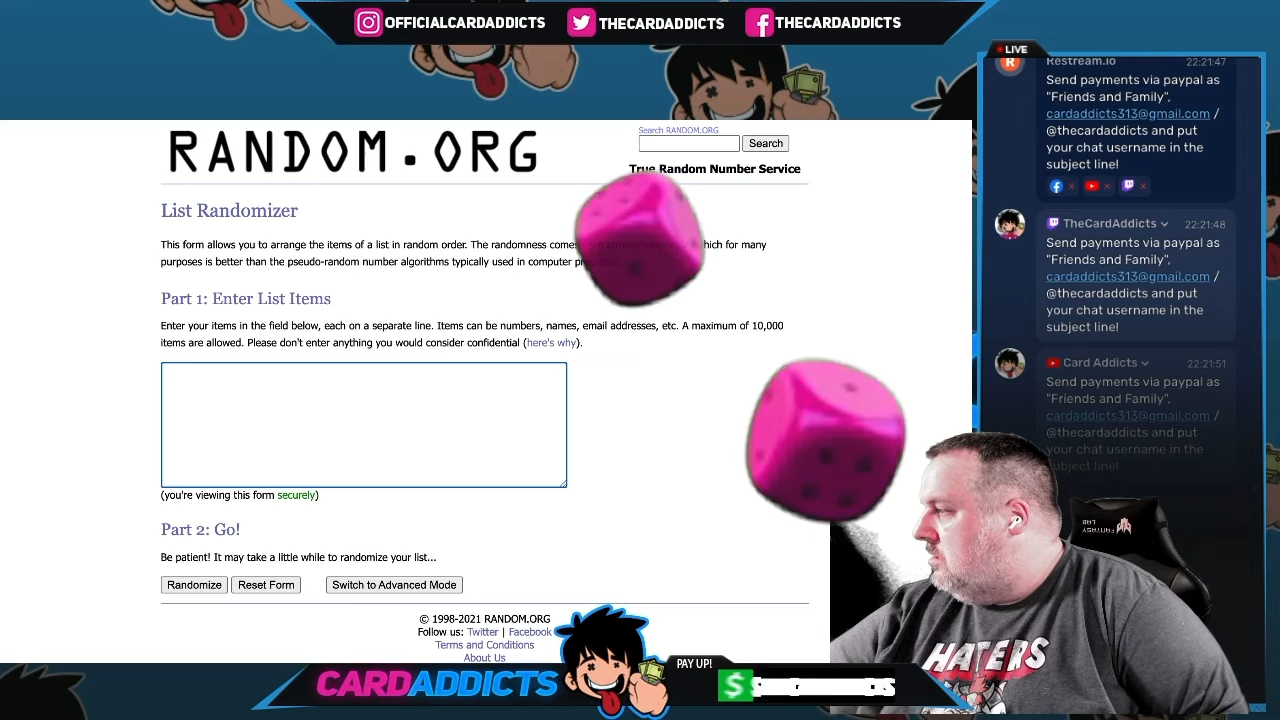 OFFICIALCARDADDICTS THECARDADDICTS THECARDADDICTS
LIVE
Restream.io 22:21:47
Send payments via paypal as
"Friends and Family",
cardaddicts313@gmail.com /
@thecardaddicts and put
your chat username in the
subject line!
TheCardAddicts 22:21:48
Send payments via paypal as
"Friends and Family",
cardaddicts313@gmail.com /
@thecardaddicts and put
your chat username in the
subject line!
Card Addicts 22:21:51
Send payments via paypal as
"Friends and Family",
cardaddicts313@gmail.com /
@thecardaddicts and put
your chat username in the
subject line!
RANDOM.ORG
Search RANDOM.ORG
Search
True Random Number Service
List Randomizer
This form allows you to arrange the items of a list in random order. The randomness comes which for many
purposes is better than the pseudo-random number algorithms typically used in computer programs.
Part 1: Enter List Items
Enter your items in the field below, each on a separate line. Items can be numbers, names, email addresses, etc. A maximum of 10,000
items are allowed. Please don't enter anything you would consider confidential (here's why).
(you're viewing this form securely)
Part 2: Go!
Be patient! It may take a little while to randomize your list...
Randomize Reset Form Switch to Advanced Mode
© 1998-2021 RANDOM.ORG
Follow us: Twitter | Facebook
Terms and Conditions
About Us
FANTASY
LAB
HATERS
CARDADDICTS
PAY UP!
$